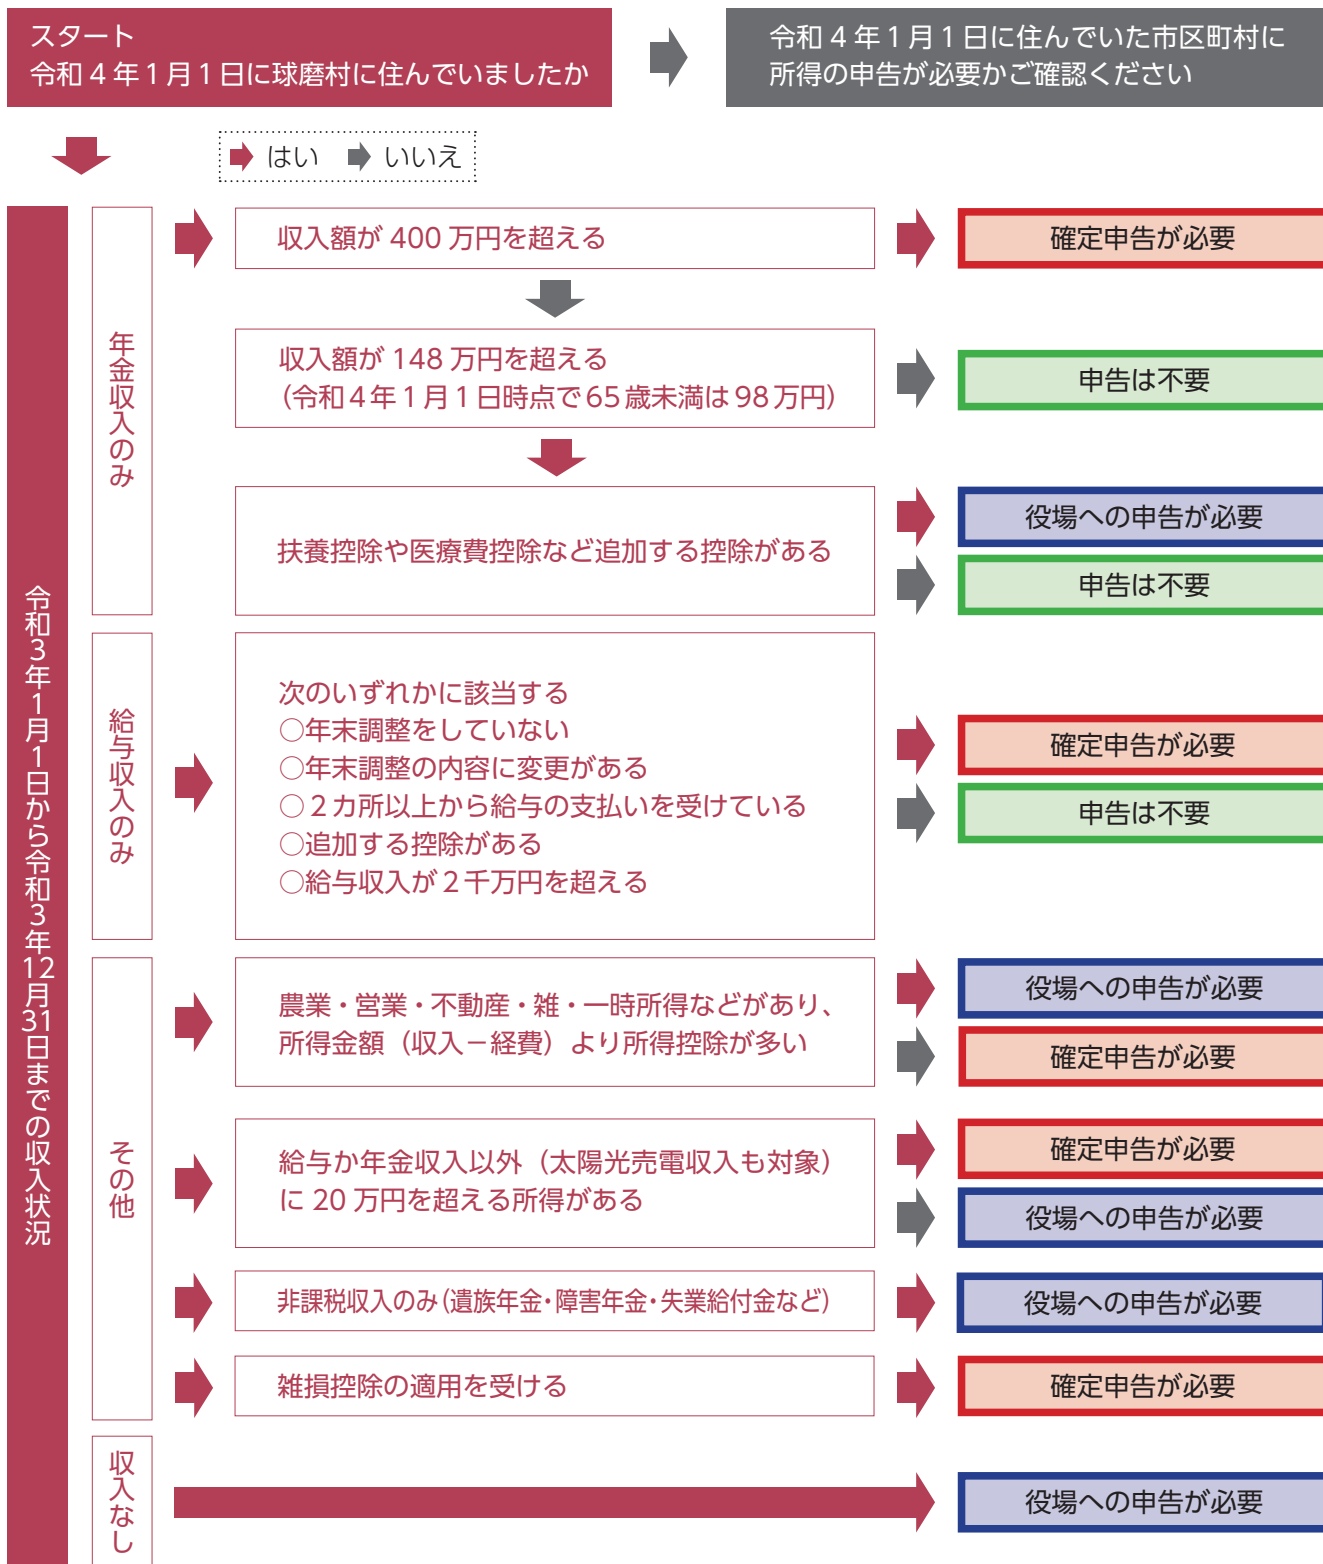 スタート
令和４年１月１日に球磨村に住んでいましたか
令和４年１月１日に住んでいた市区町村に
所得の申告が必要かご確認ください
はい
いいえ
令和３年１月１日から令和３年12月31日までの収入状況
年金収入のみ
収入額が 400 万円を超える
確定申告が必要
収入額が 148 万円を超える
（令和４年１月１日時点で65歳未満は98万円）
申告は不要
扶養控除や医療費控除など追加する控除がある
役場への申告が必要
申告は不要
給与収入のみ
次のいずれかに該当する
○年末調整をしていない
○年末調整の内容に変更がある
○２カ所以上から給与の支払いを受けている
○追加する控除がある
○給与収入が２千万円を超える
確定申告が必要
申告は不要
その他
農業・営業・不動産・雑・一時所得などがあり、
所得金額（収入－経費）より所得控除が多い
役場への申告が必要
確定申告が必要
給与か年金収入以外（太陽光売電収入も対象）
に 20 万円を超える所得がある
確定申告が必要
役場への申告が必要
非課税収入のみ（遺族年金・障害年金・失業給付金など）
役場への申告が必要
雑損控除の適用を受ける
確定申告が必要
収入なし
役場への申告が必要